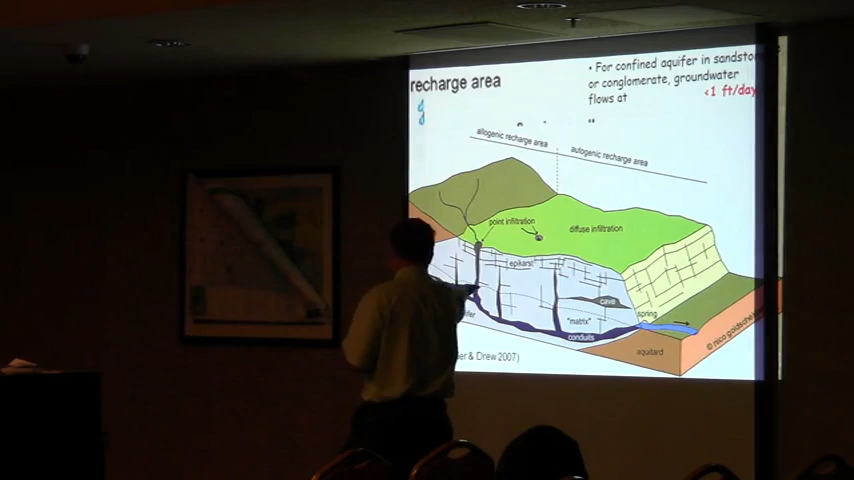 recharge area
• For confined aquifer in
or conglomerate, groundwater
flows at <1 ft/day
allogenic recharge area
autogenic recharge area
point infiltration
diffuse infiltration
epikarst
cave
"matrix"
spring
conduits
aquitard
& Drew 2007)
© nico